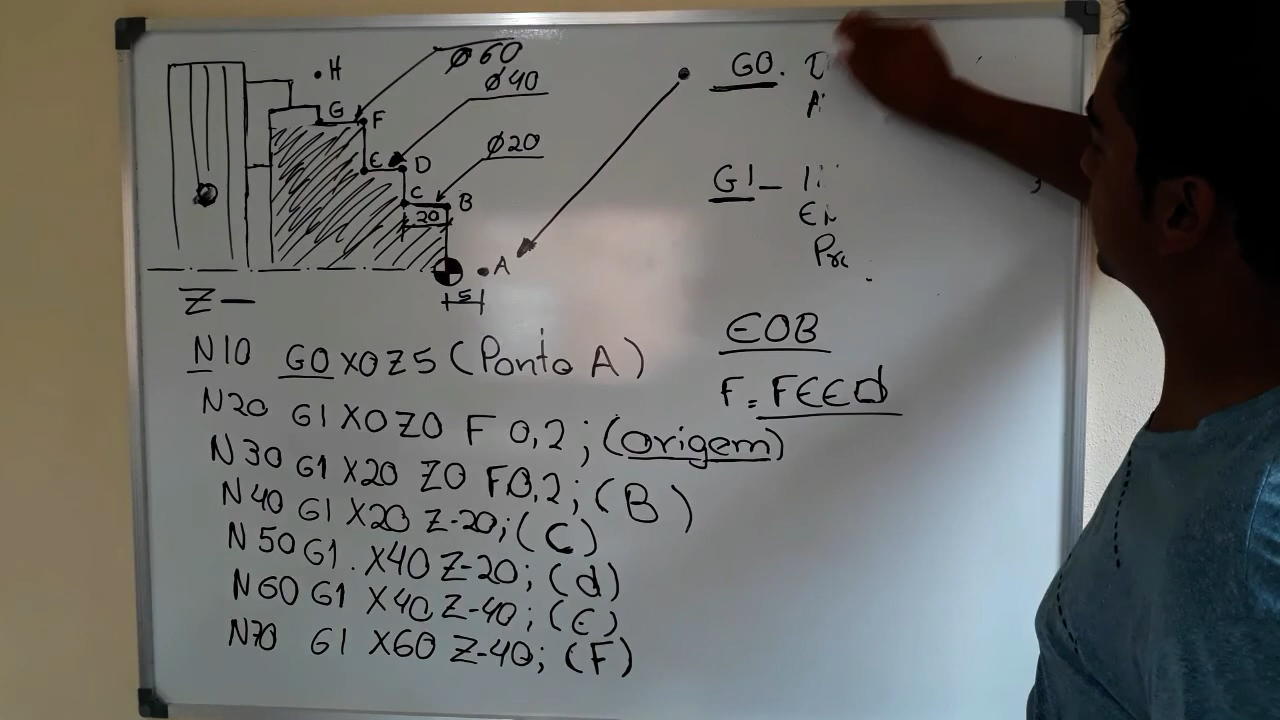 H
Ø60
G
F
Ø40
E
D
Ø20
C
B
20
A
5
Z-
G0.
G1-
EOB
F=FEEd
N10 G0 X0 Z5 (Ponto A)
N20 G1 X0 Z0 F 0,2; (origem)
N30 G1 X20 Z0 F0,2; (B)
N40 G1 X20 Z-20; (C)
N50 G1. X40 Z-20; (d)
N60 G1 X40 Z-40; (E)
N70 G1 X60 Z-40; (F)